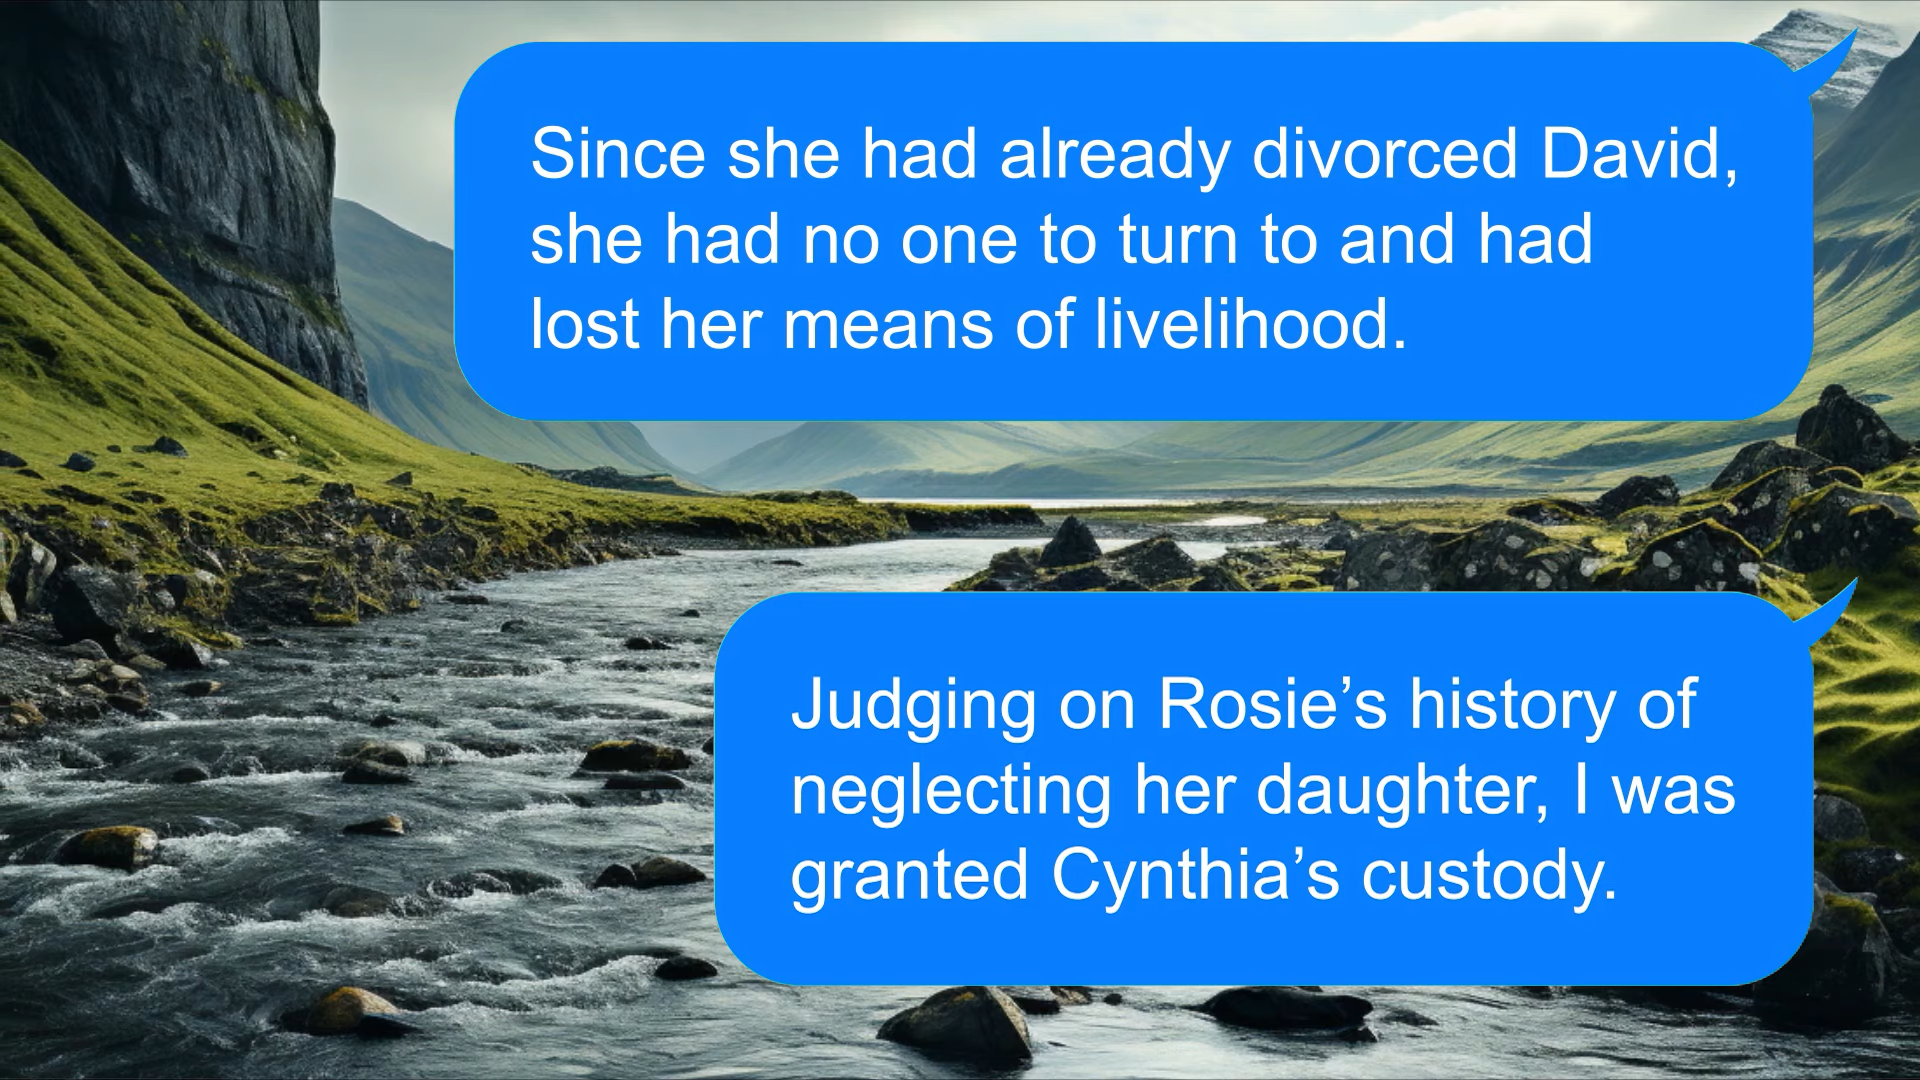 Since she had already divorced David,
she had no one to turn to and had
lost her means of livelihood.
Judging on Rosie’s history of
neglecting her daughter, I was
granted Cynthia’s custody.